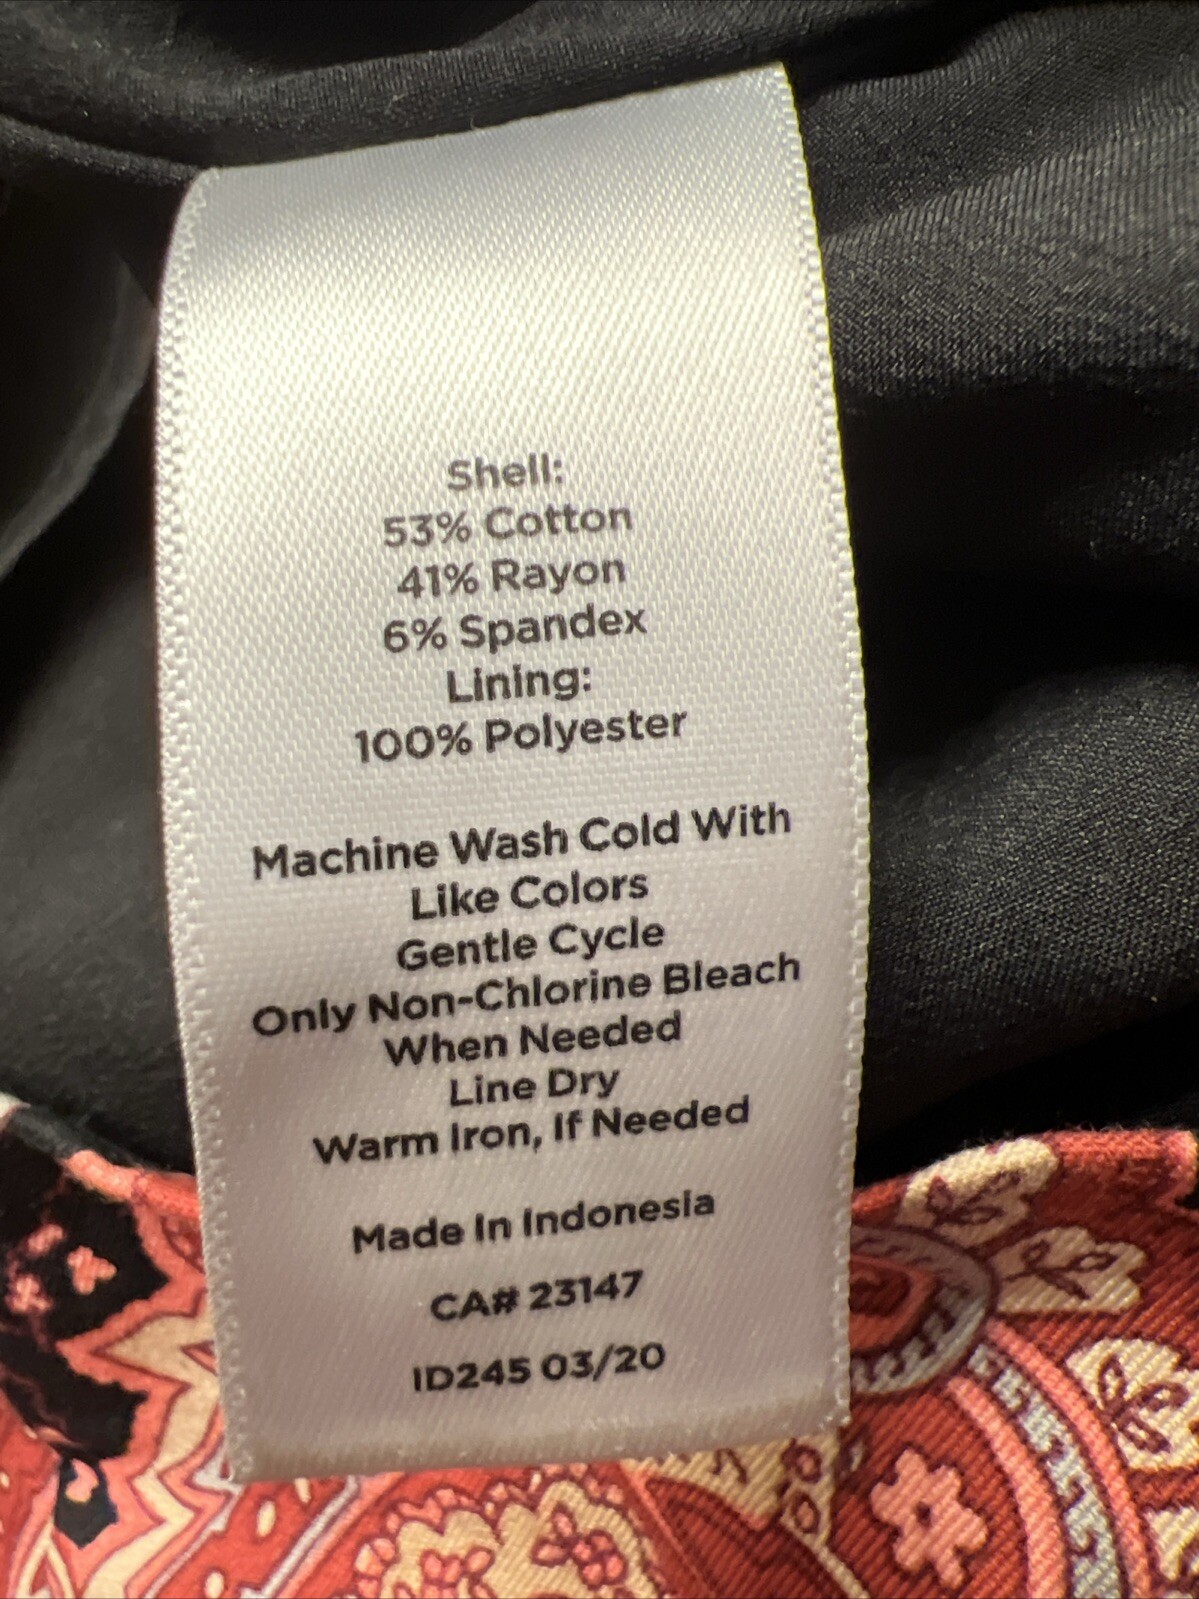 Shell:
53% Cotton
41% Rayon
6% Spandex
Lining:
100% Polyester
Machine Wash Cold With
Like Colors
Gentle Cycle
Only Non-Chlorine Bleach
When Needed
Line Dry
Warm Iron, If Needed
Made In Indonesia
CA# 23147
ID245 03/20